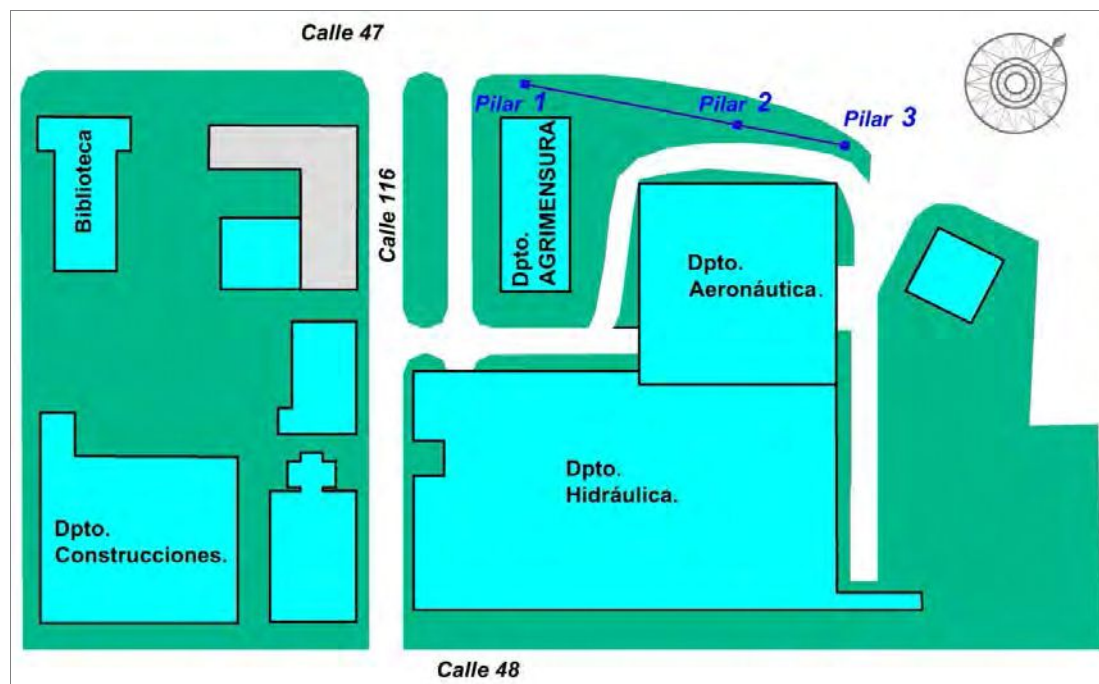 Calle 47
Pilar 1
Pilar 2
Pilar 3
Biblioteca
Calle 116
Dpto.
AGRIMENSURA
Dpto.
Aeronáutica.
Dpto.
Hidráulica.
Dpto.
Construcciones.
Calle 48